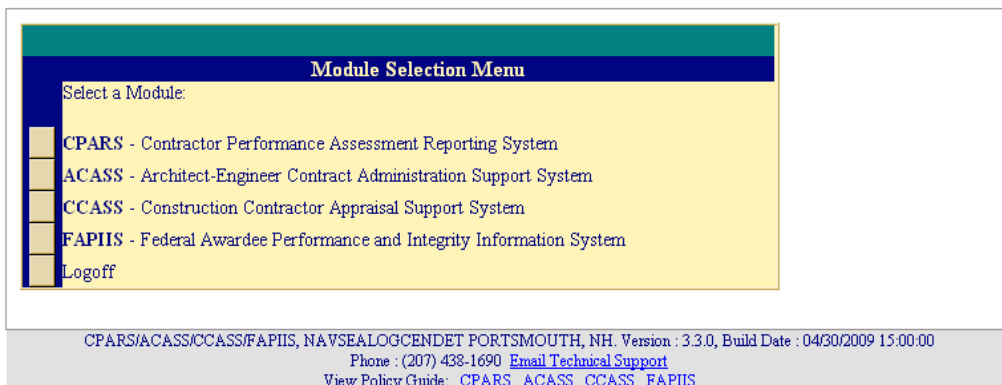 Module Selection Menu
Select a Module:
CPARS - Contractor Performance Assessment Reporting System
ACASS - Architect-Engineer Contract Administration Support System
CCASS - Construction Contractor Appraisal Support System
FAPIIS - Federal Awardee Performance and Integrity Information System
Logoff
CPARS/ACASS/CCASS/FAPIIS, NAVSEALOGCENDET PORTSMOUTH, NH. Version : 3.3.0, Build Date : 04/30/2009 15:00:00
Phone : (207) 438-1690 Email Technical Support
View Policy Guide: CPARS ACASS CCASS FAPIIS